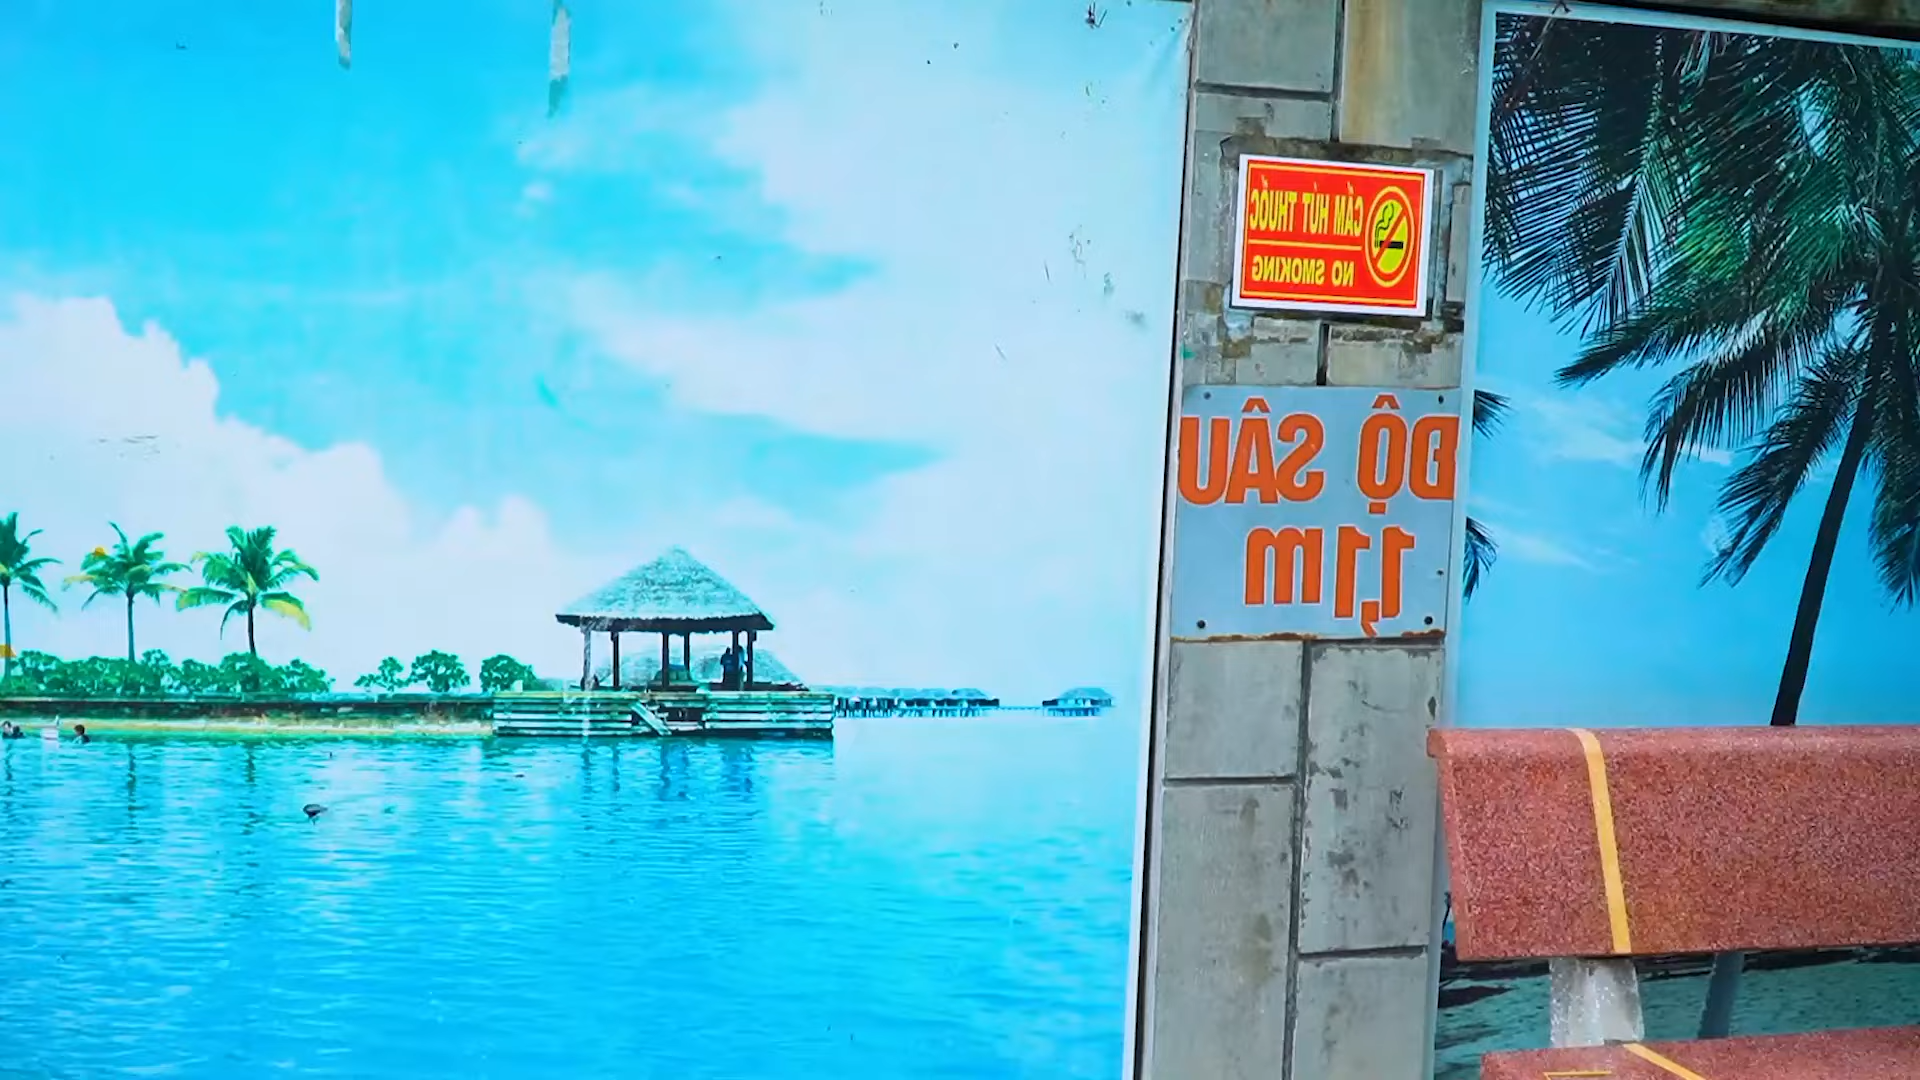 CẤM HÚT THUỐC
NO SMOKING
ĐỘ SÂU
1,1m